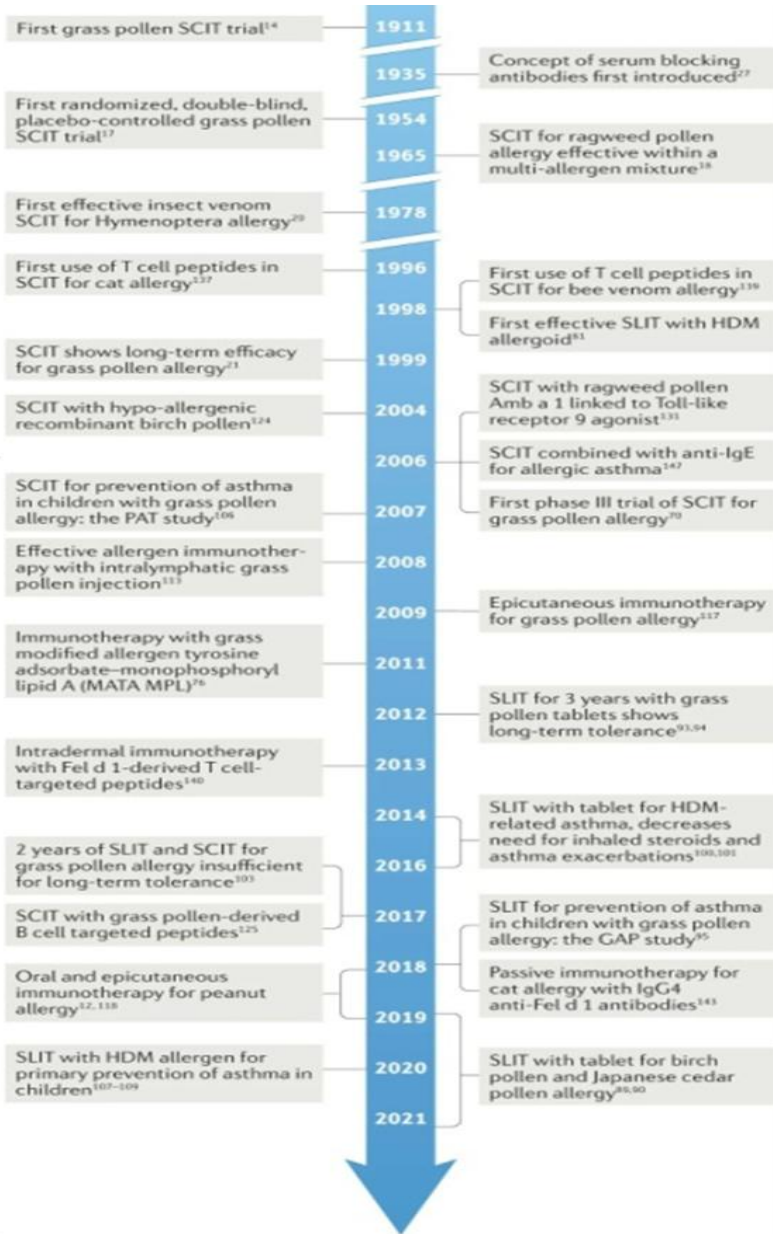 First grass pollen SCIT trial¹⁴
1911
1935
Concept of serum blocking
antibodies first introduced²⁷
First randomized, double-blind,
placebo-controlled grass pollen
SCIT trial¹⁷
1954
1965
SCIT for ragweed pollen
allergy effective within a
multi-allergen mixture¹⁸
First effective insect venom
SCIT for Hymenoptera allergy²⁰
1978
First use of T cell peptides in
SCIT for cat allergy¹³⁷
1996
1998
First use of T cell peptides in
SCIT for bee venom allergy¹³⁹
First effective SLIT with HDM
allergoid⁸¹
SCIT shows long-term efficacy
for grass pollen allergy²¹
1999
SCIT with hypo-allergenic
recombinant birch pollen¹²⁴
2004
2006
SCIT with ragweed pollen
Amb a 1 linked to Toll-like
receptor 9 agonist¹³¹
SCIT combined with anti-IgE
for allergic asthma¹⁴⁷
First phase III trial of SCIT for
grass pollen allergy⁷⁰
SCIT for prevention of asthma
in children with grass pollen
allergy: the PAT study¹⁰⁶
2007
Effective allergen immunother-
apy with intralymphatic grass
pollen injection¹¹³
2008
2009
Epicutaneous immunotherapy
for grass pollen allergy¹¹⁷
Immunotherapy with grass
modified allergen tyrosine
adsorbate–monophosphoryl
lipid A (MATA MPL)⁷⁶
2011
2012
SLIT for 3 years with grass
pollen tablets shows
long-term tolerance⁹³,⁹⁴
Intradermal immunotherapy
with Fel d 1-derived T cell-
targeted peptides¹⁴⁰
2013
2014
2016
SLIT with tablet for HDM-
related asthma, decreases
need for inhaled steroids and
asthma exacerbations¹⁰⁰,¹⁰¹
2 years of SLIT and SCIT for
grass pollen allergy insufficient
for long-term tolerance¹⁰³
SCIT with grass pollen-derived
B cell targeted peptides¹²⁵
2017
2018
SLIT for prevention of asthma
in children with grass pollen
allergy: the GAP study⁹⁵
Passive immunotherapy for
cat allergy with IgG4
anti-Fel d 1 antibodies¹⁴³
Oral and epicutaneous
immunotherapy for peanut
allergy¹²,¹¹⁸
2019
SLIT with HDM allergen for
primary prevention of asthma in
children¹⁰⁷⁻¹⁰⁹
2020
2021
SLIT with tablet for birch
pollen and Japanese cedar
pollen allergy⁸⁹,⁹⁰